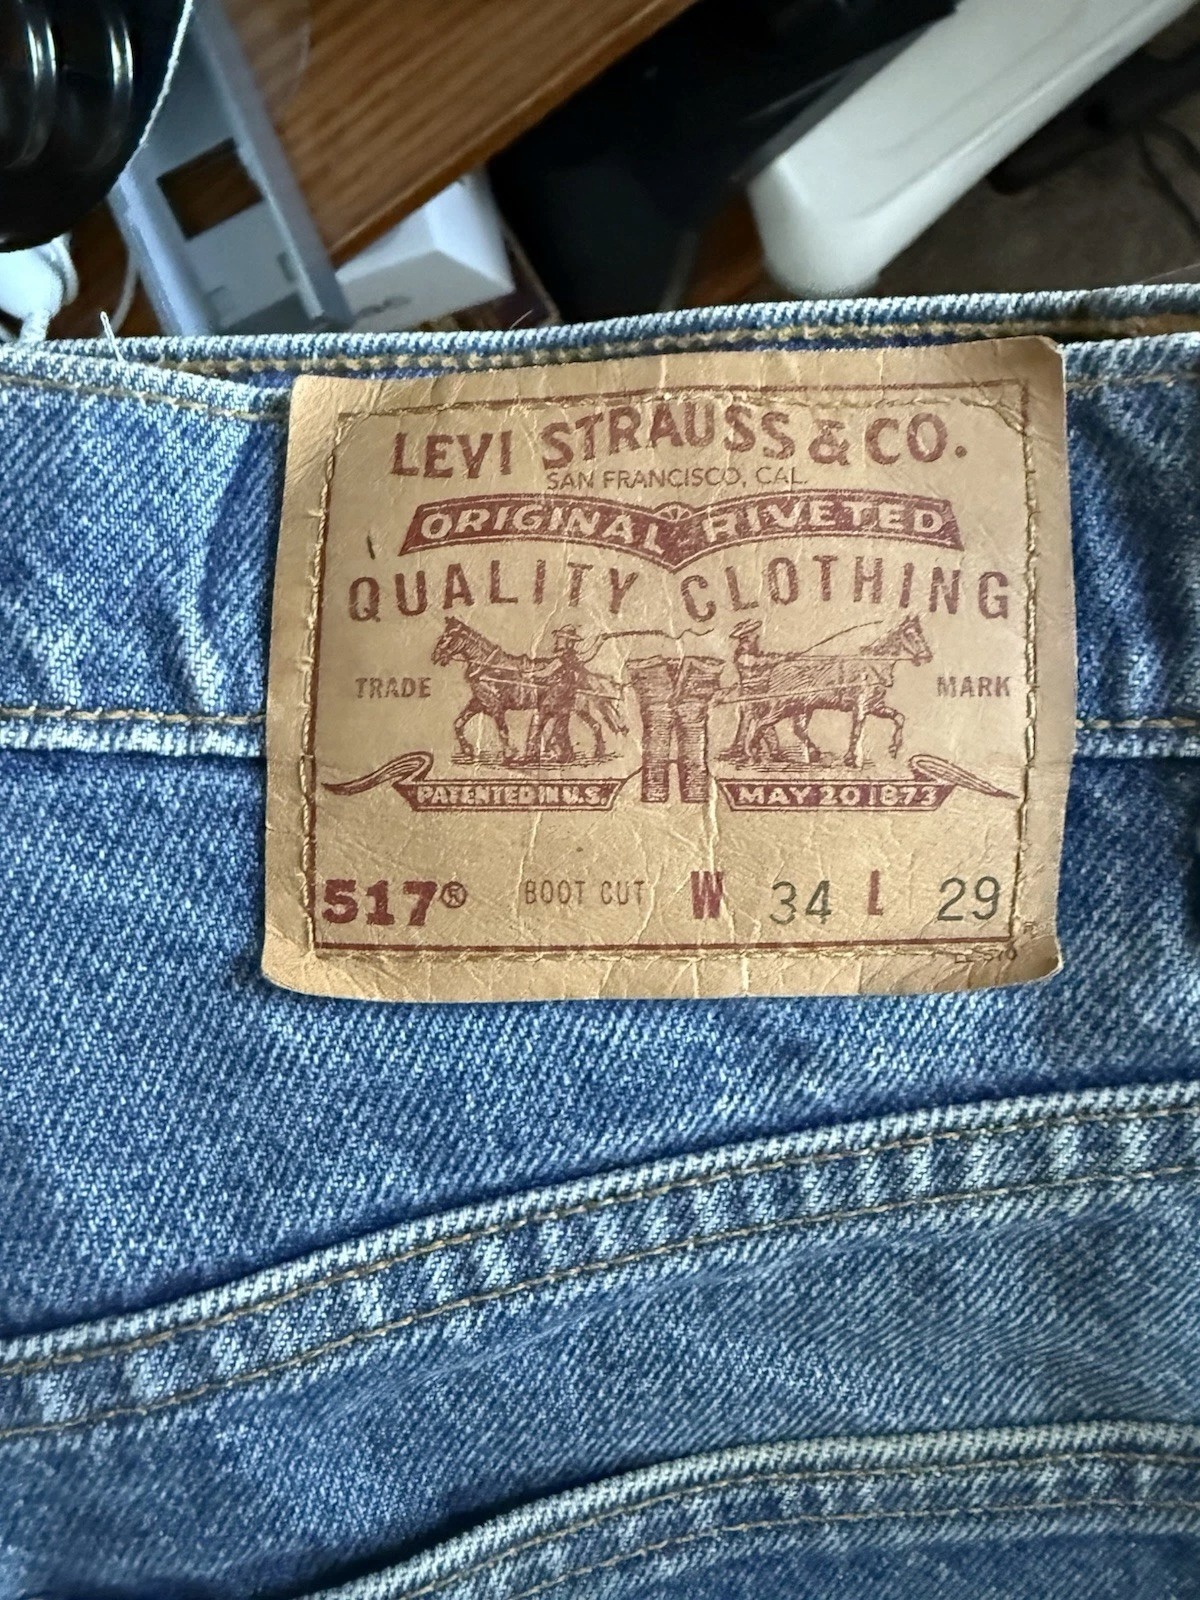 LEVI STRAUSS & CO.
SAN FRANCISCO, CAL.
ORIGINAL RIVETED
QUALITY CLOTHING
TRADE MARK
PATENTED IN U.S. MAY 20 1873
517® BOOT CUT W 34 L 29